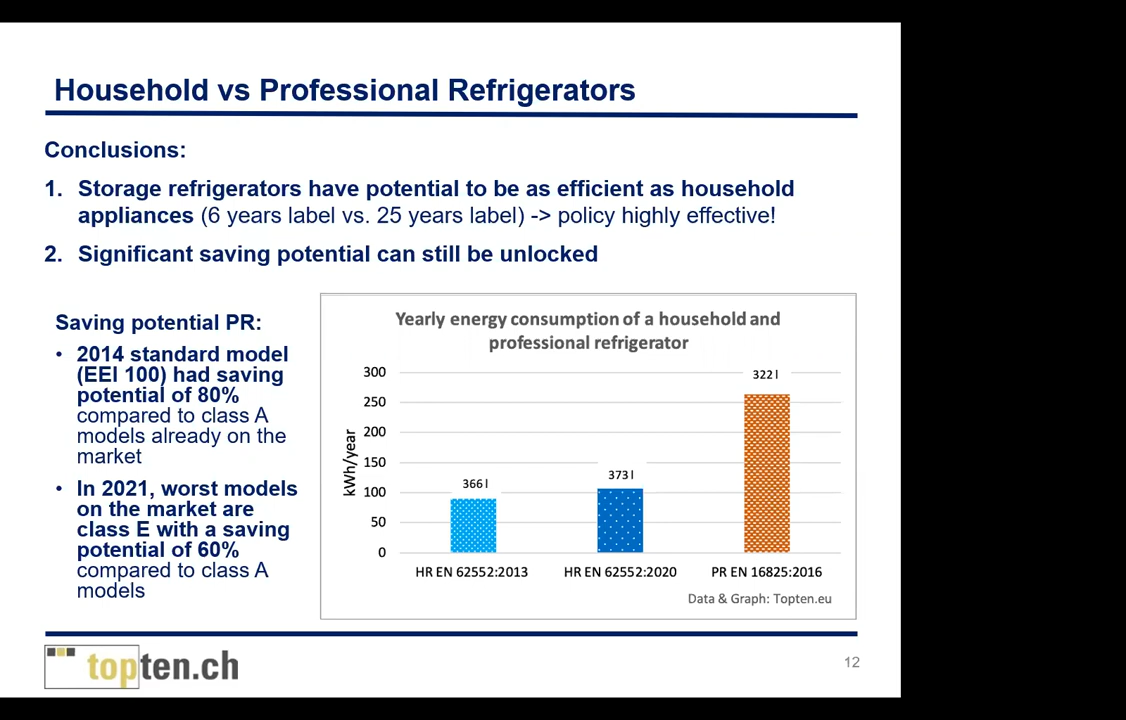 Household vs Professional Refrigerators
Conclusions:
1. Storage refrigerators have potential to be as efficient as household
appliances (6 years label vs. 25 years label) -> policy highly effective!
2. Significant saving potential can still be unlocked
Saving potential PR:
• 2014 standard model
(EEI 100) had saving
potential of 80%
compared to class A
models already on the
market
• In 2021, worst models
on the market are
class E with a saving
potential of 60%
compared to class A
models
Yearly energy consumption of a household and
professional refrigerator
kWh/year
300
250
200
150
100
50
0
366 l
373 l
322 l
HR EN 62552:2013
HR EN 62552:2020
PR EN 16825:2016
Data & Graph: Topten.eu
topten.ch
12